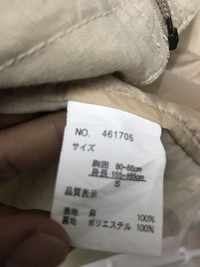 NO. 461705
サイズ
胸囲 80-88cm
身長 155-165cm
S
品質表示
表地 麻 100%
裏地 ポリエステル 100%